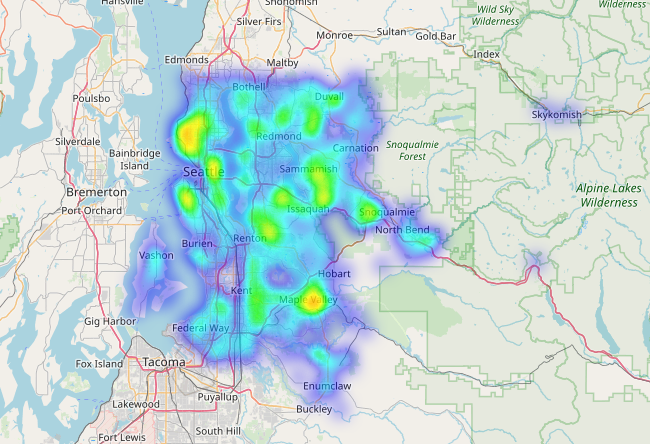 Hansville
Snohomish
Silver Firs
Wild Sky
Wilderness
Wilderness
Monroe
Sultan
Gold Bar
Edmonds
Maltby
Index
Poulsbo
Bothell
Duvall
Skykomish
Silverdale
Redmond
Bainbridge
Island
Carnation
Snoqualmie
Forest
Seattle
Sammamish
Bremerton
Alpine Lakes
Wilderness
Port Orchard
Issaquah
Snoqualmie
North Bend
Burien
Renton
Vashon
Hobart
Kent
Maple Valley
Gig Harbor
Federal Way
Fox Island
Tacoma
Enumclaw
Lakewood
Puyallup
Buckley
Fort Lewis
South Hill